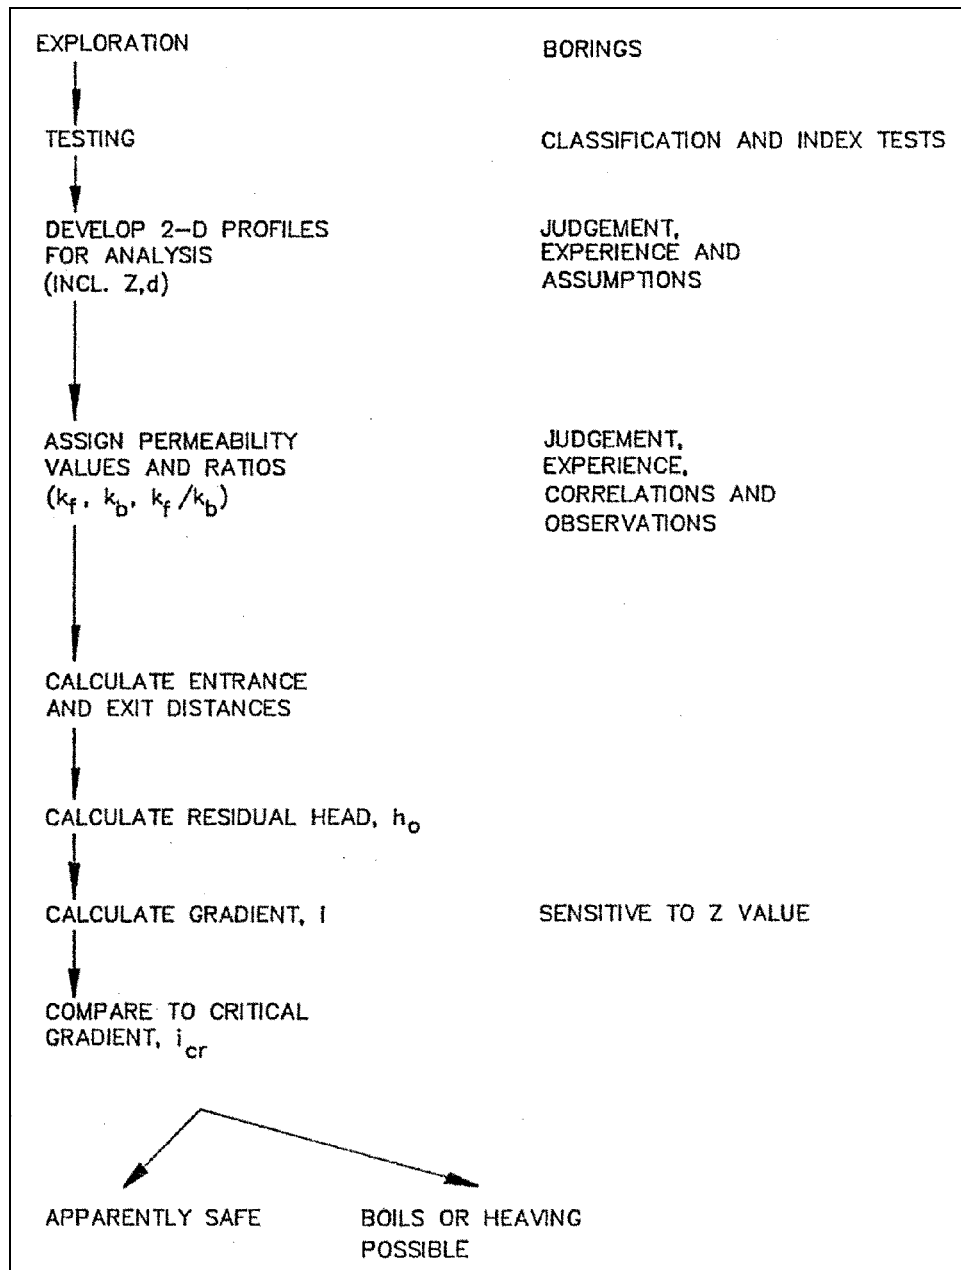 EXPLORATION
BORINGS
TESTING
CLASSIFICATION AND INDEX TESTS
DEVELOP 2-D PROFILES
FOR ANALYSIS
(INCL. Z,d)
JUDGEMENT,
EXPERIENCE AND
ASSUMPTIONS
ASSIGN PERMEABILITY
VALUES AND RATIOS
(kf, kb, kf/kb)
JUDGEMENT,
EXPERIENCE,
CORRELATIONS AND
OBSERVATIONS
CALCULATE ENTRANCE
AND EXIT DISTANCES
CALCULATE RESIDUAL HEAD, ho
CALCULATE GRADIENT, i
SENSITIVE TO Z VALUE
COMPARE TO CRITICAL
GRADIENT, icr
APPARENTLY SAFE
BOILS OR HEAVING
POSSIBLE